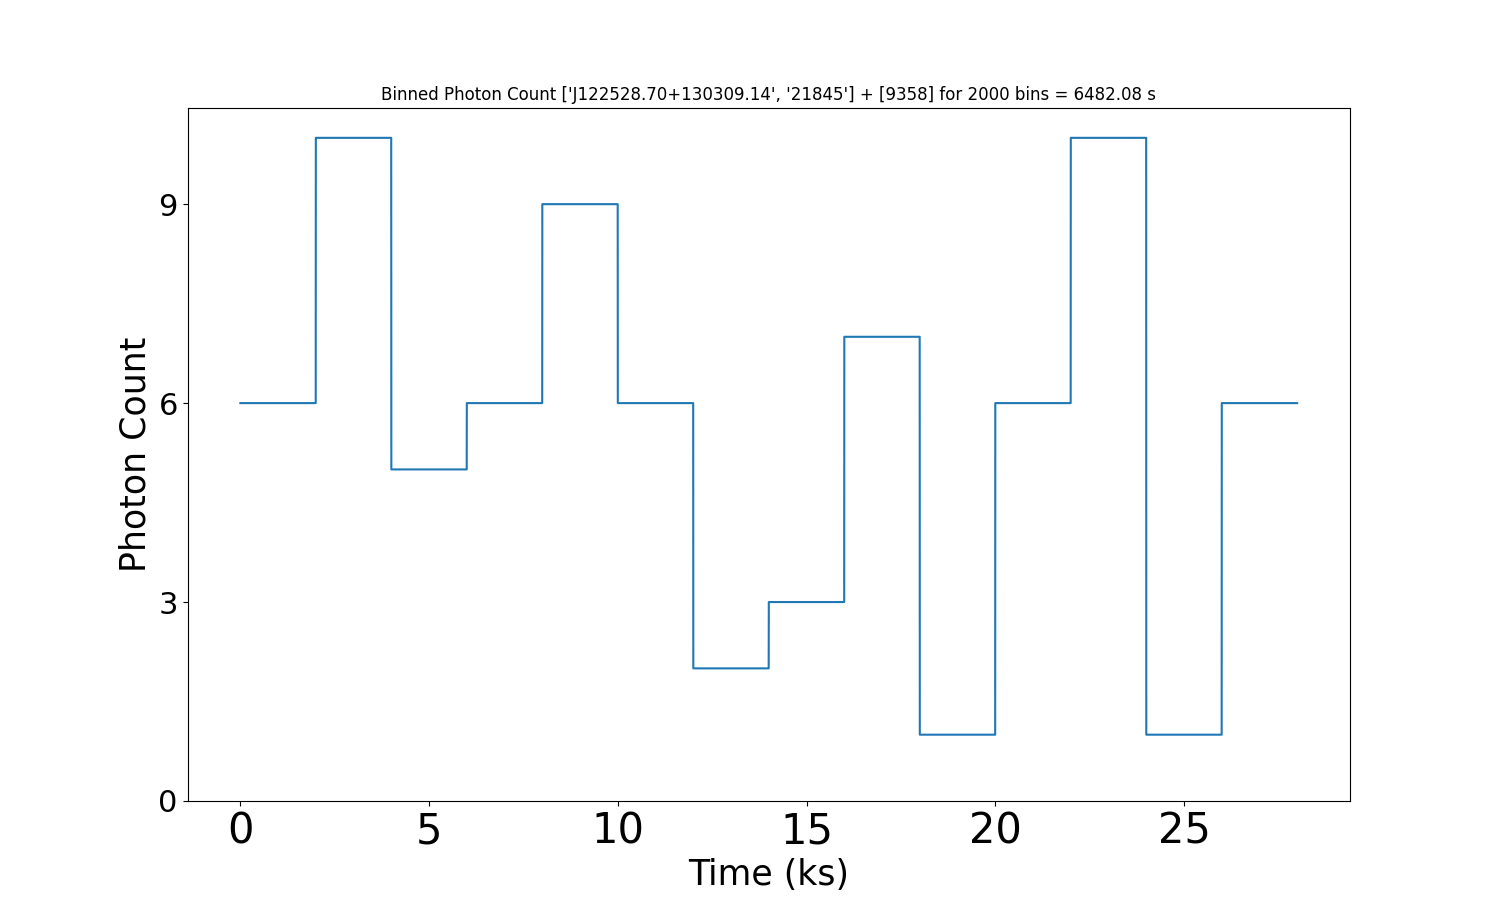 Binned Photon Count ['J122528.70+130309.14', '21845'] + [9358] for 2000 bins = 6482.08 s
9
6
3
0
Photon Count
0 5 10 15 20 25
Time (ks)